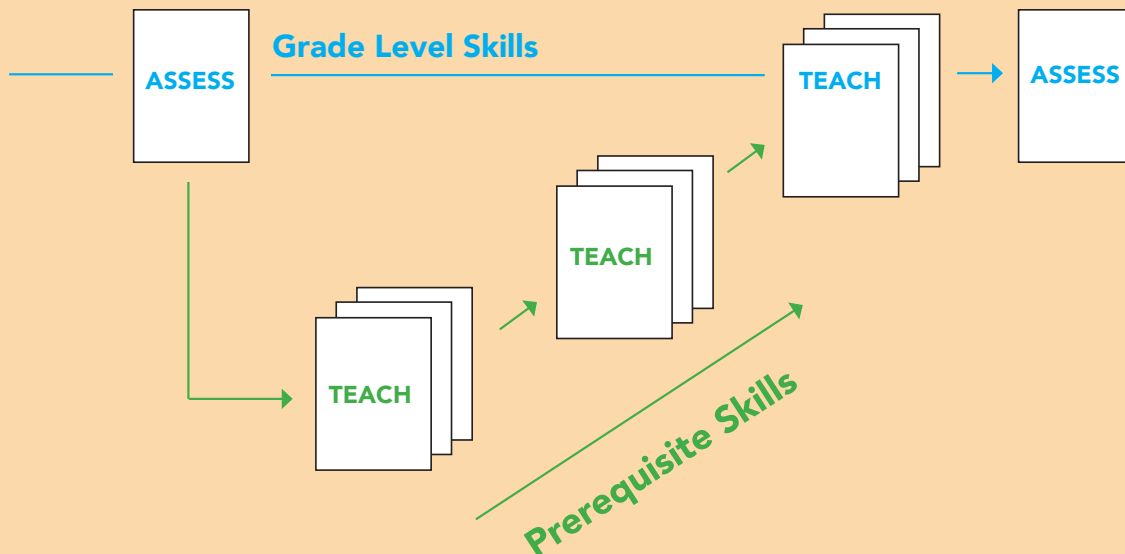 Grade Level Skills
ASSESS
TEACH
ASSESS
TEACH
TEACH
Prerequisite Skills